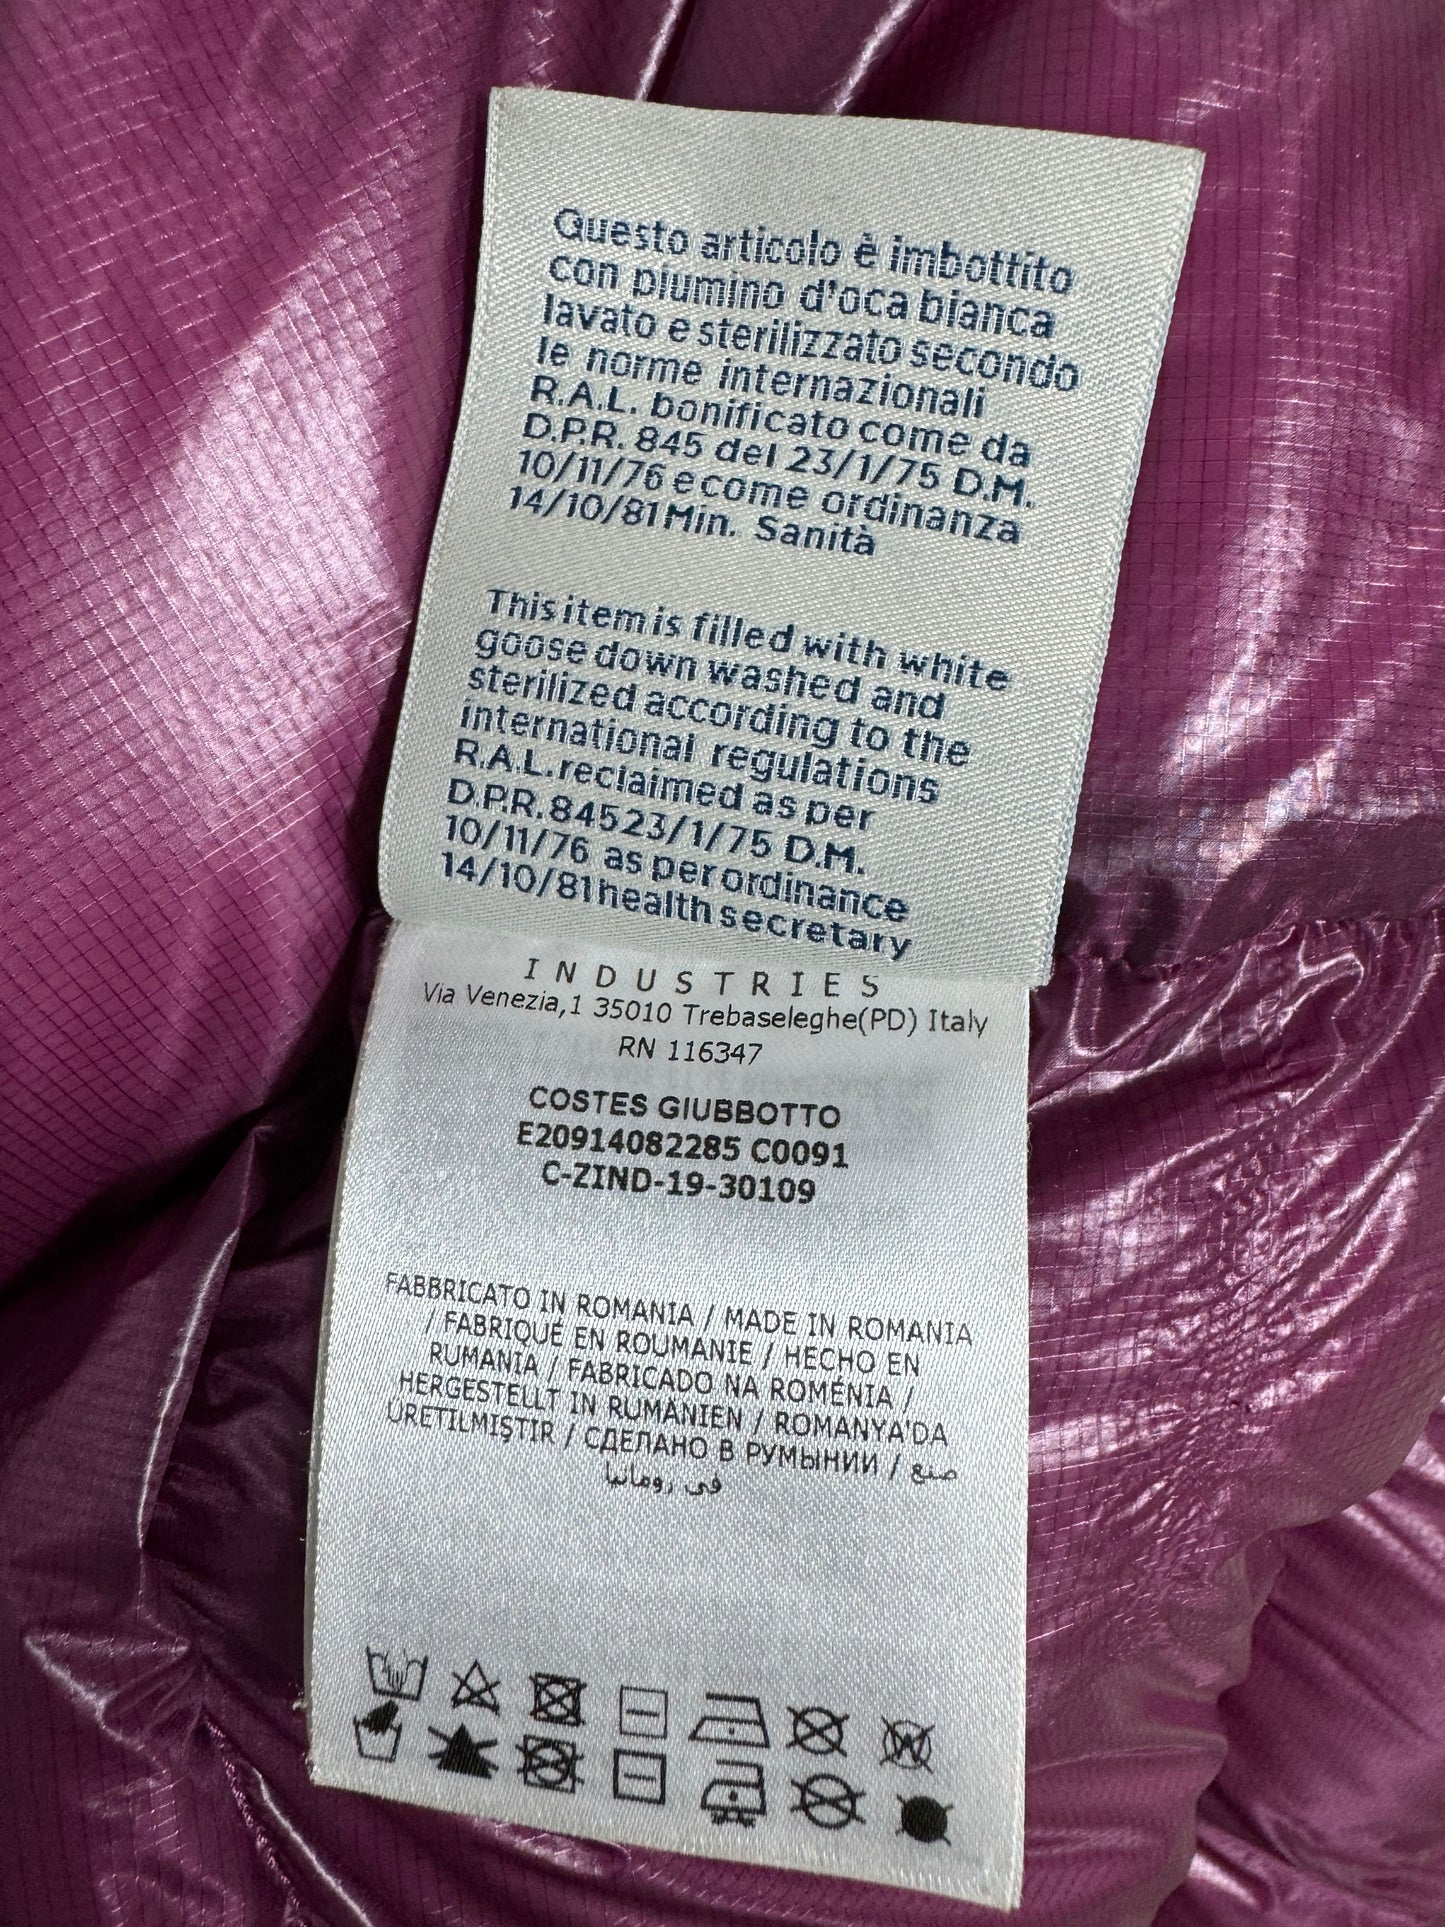 Questo articolo è imbottito
con piumino d'oca bianca
lavato e sterilizzato secondo
le norme internazionali
R.A.L. bonificato come da
D.P.R. 845 del 23/1/75 D.M.
10/11/76 e come ordinanza
14/10/81 Min. Sanità
This item is filled with white
goose down washed and
sterilized according to the
international regulations
R.A.L. reclaimed as per
D.P.R. 845 23/1/75 D.M.
10/11/76 as per ordinance
14/10/81 health secretary
INDUSTRIES
Via Venezia,1 35010 Trebaseleghe(PD) Italy
RN 116347
COSTES GIUBBOTTO
E20914082285 C0091
C-ZIND-19-30109
FABBRICATO IN ROMANIA / MADE IN ROMANIA
/ FABRIQUÉ EN ROUMANIE / HECHO EN
RUMANIA / FABRICADO NA ROMÉNIA /
HERGESTELLT IN RUMÄNIEN / ROMANYA'DA
ÜRETILMIŞTIR / СДЕЛАНО В РУМЫНИИ / صنع
في رومانيا